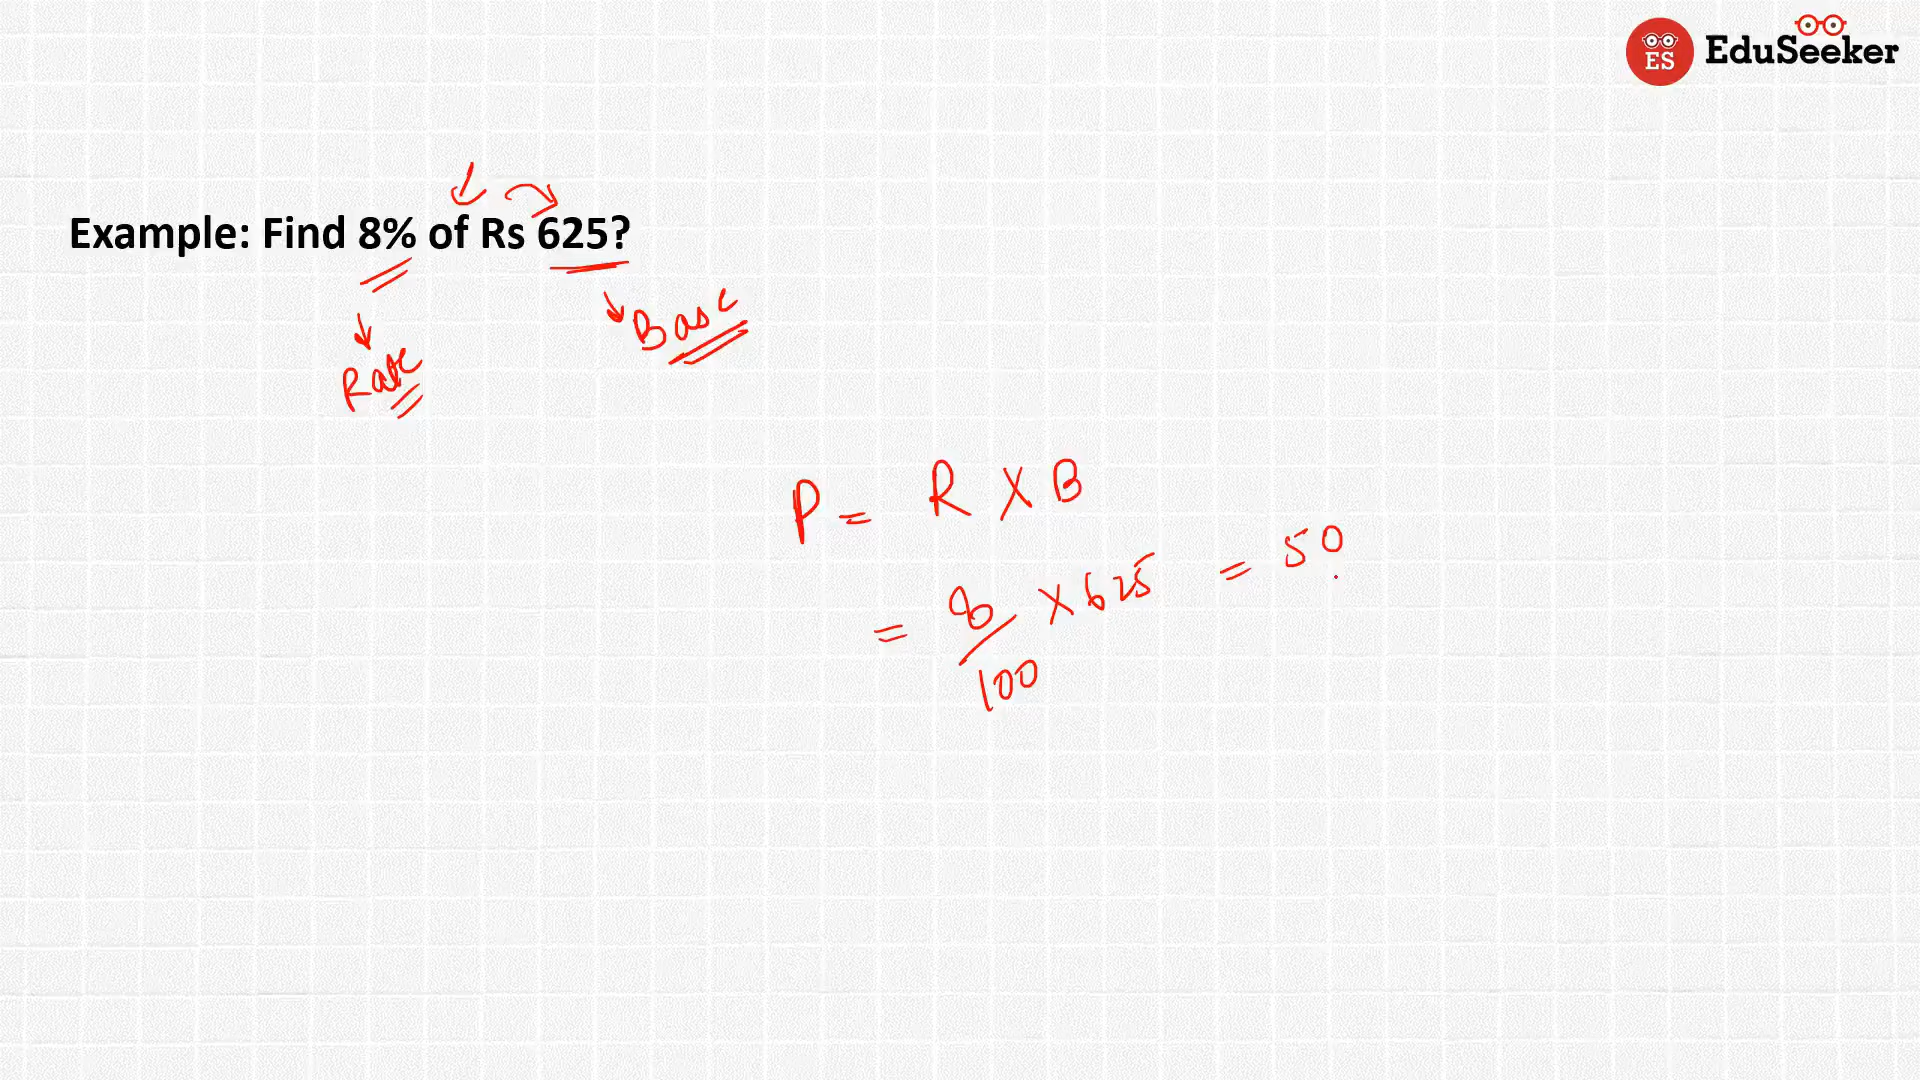 ES EduSeeker
Example: Find 8% of Rs 625?
Base
Rate
P = R X B
= 8/100 X 625 = 50